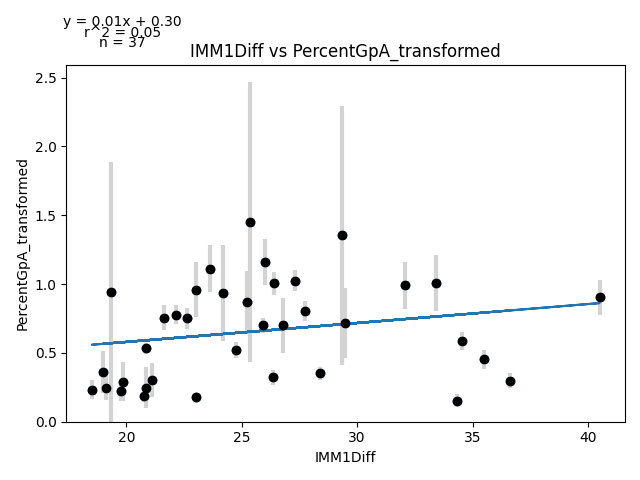 y = 0.01x + 0.30
r^2 = 0.05
n = 37
IMM1Diff vs PercentGpA_transformed
PercentGpA_transformed
2.5
2.0
1.5
1.0
0.5
0.0
20
25
30
35
40
IMM1Diff